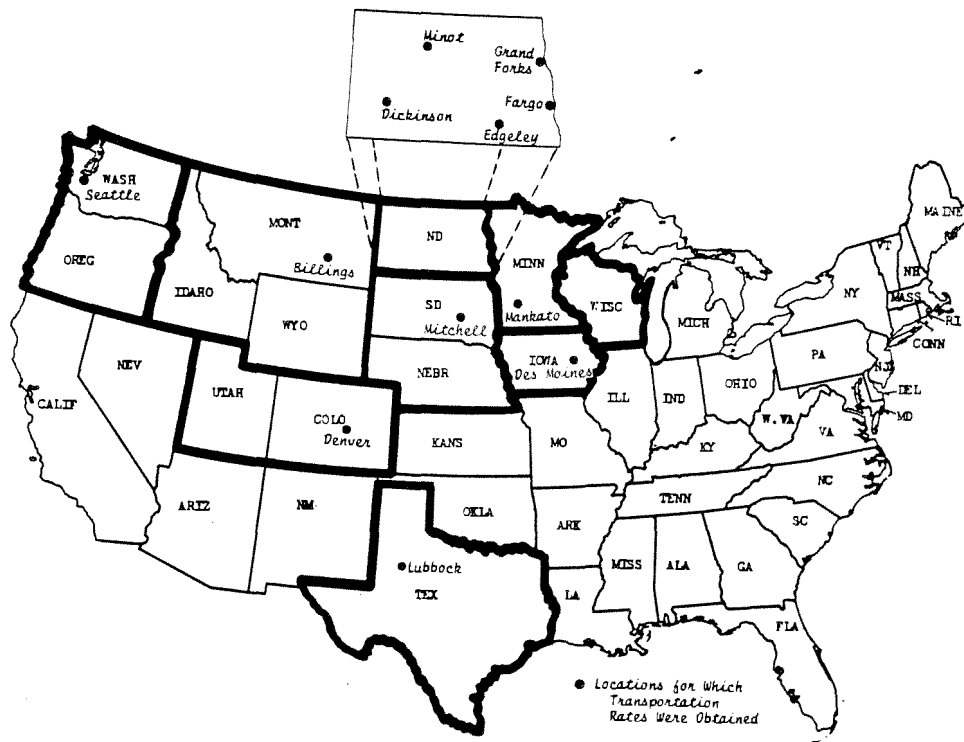 Minot
Grand
Forks
Fargo
Dickinson
Edgeley
WASH
Seattle
MONT
ND
MINN
MAINE
VT
NH
OREG
Billings
IDAHO
SD
Mitchell
Mankato
WISC
MICH
NY
MASS
RI
CONN
WYO
NEV
NEBR
IOWA
Des Moines
PA
NJ
UTAH
CALIF
COLO
Denver
ILL
IND
OHIO
DEL
MD
W.VA
VA
KANS
MO
KY
NC
ARIZ
NM
OKLA
TENN
ARK
SC
Lubbock
TEX
MISS
ALA
GA
LA
FLA
Locations for Which
Transportation
Rates Were Obtained